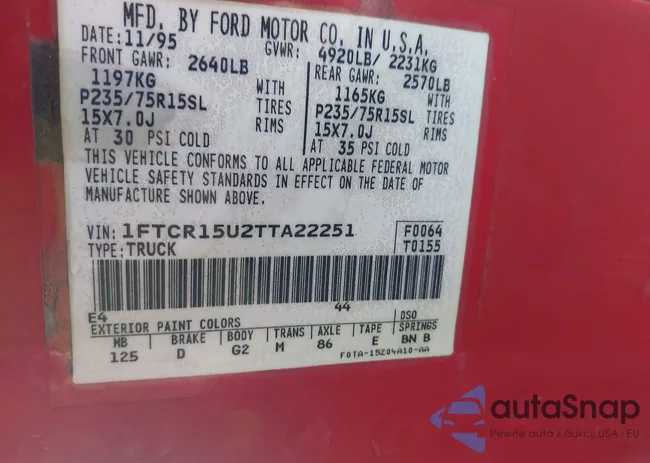 MFD. BY FORD MOTOR CO. IN U.S.A.
DATE: 11/95 GVWR: 4920LB/ 2231KG
FRONT GAWR: 2640LB REAR GAWR: 2570LB
1197KG WITH 1165KG WITH
P235/75R15SL TIRES P235/75R15SL TIRES
15X7.0J RIMS 15X7.0J RIMS
AT 30 PSI COLD AT 35 PSI COLD
THIS VEHICLE CONFORMS TO ALL APPLICABLE FEDERAL MOTOR
VEHICLE SAFETY STANDARDS IN EFFECT ON THE DATE OF
MANUFACTURE SHOWN ABOVE.
VIN: 1FTCR15U2TTA22251 F0064
TYPE: TRUCK T0155
E4 44
EXTERIOR PAINT COLORS DSO
WB BRAKE BODY TRANS AXLE TAPE SPRINGS
125 D G2 M 86 E BN B
F0TA-15204A10-AA
autaSnap
Pewne auta z aukcji USA - EU